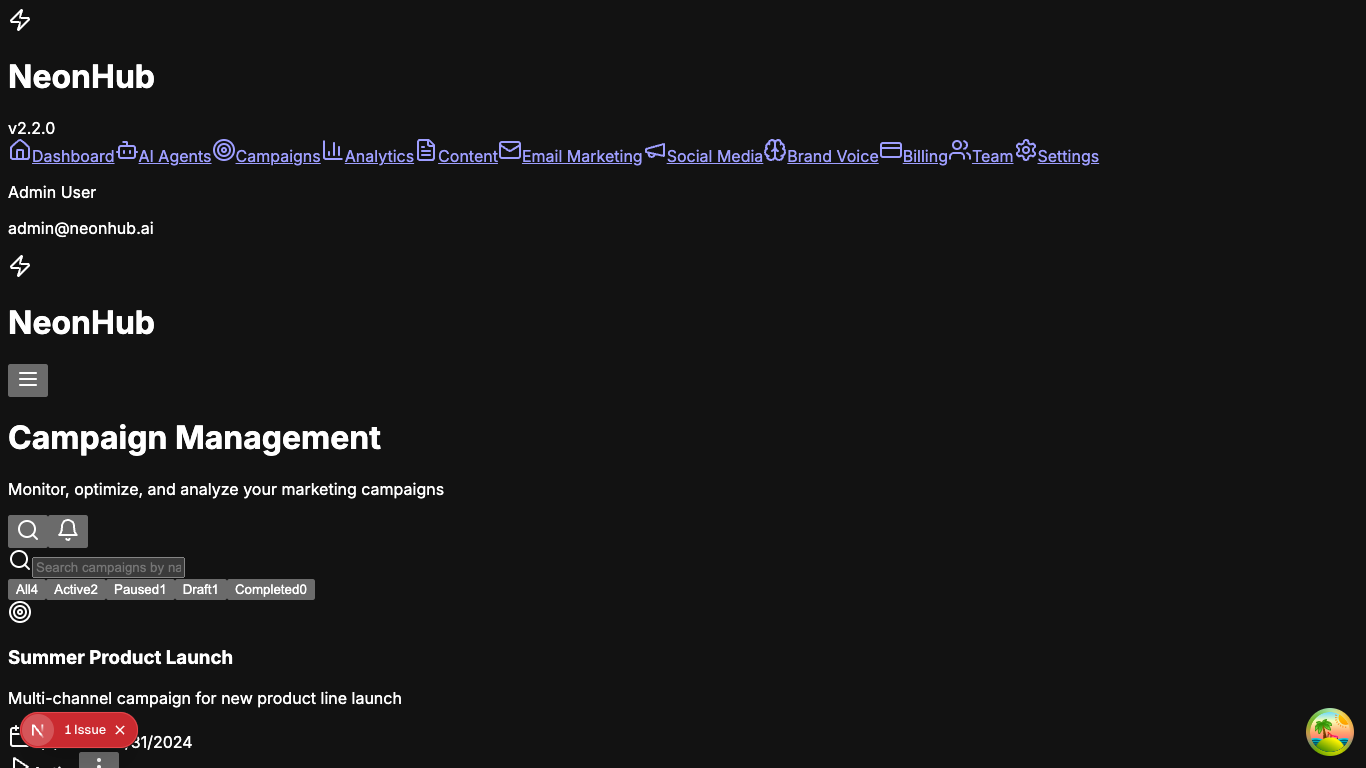 NeonHub
v2.2.0
Dashboard AI Agents Campaigns Analytics Content Email Marketing Social Media Brand Voice Billing Team Settings
Admin User
admin@neonhub.ai
NeonHub
Campaign Management
Monitor, optimize, and analyze your marketing campaigns
Search campaigns by na
All4 Active2 Paused1 Draft1 Completed0
Summer Product Launch
Multi-channel campaign for new product line launch
/31/2024
N 1 Issue